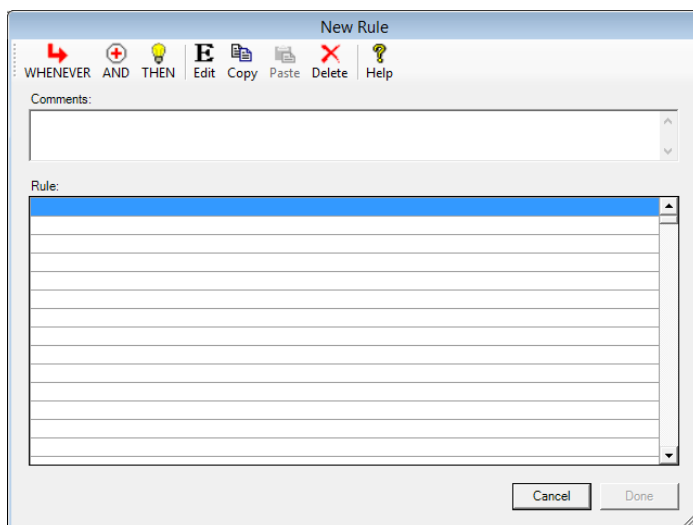 New Rule
WHENEVER AND THEN E Edit Copy Paste Delete ? Help
Comments:
Rule:
Cancel Done